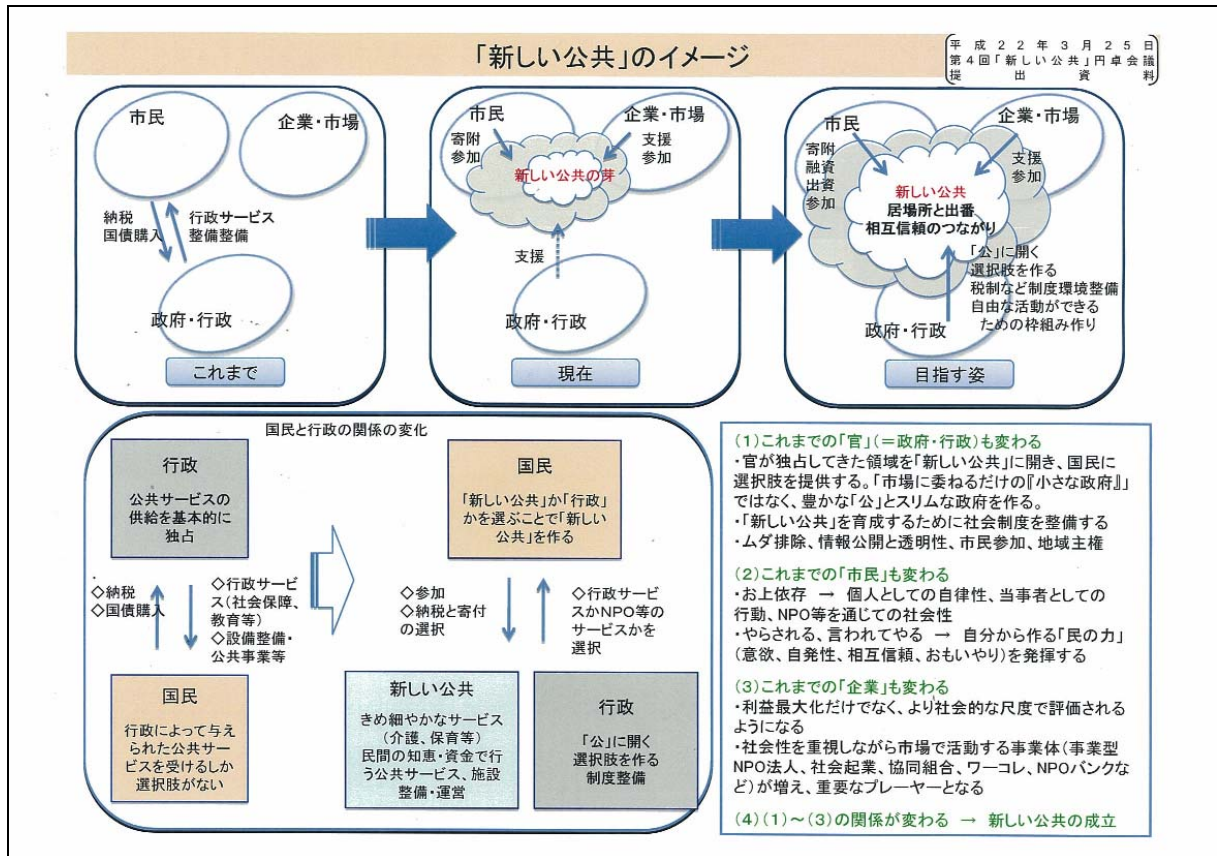 「新しい公共」のイメージ
平成22年3月25日
第4回「新しい公共」円卓会議
提出資料
市民
企業・市場
納税
国債購入
行政サービス
整備整備
政府・行政
これまで
市民
企業・市場
寄附
参加
支援
参加
新しい公共の芽
支援
政府・行政
現在
市民
企業・市場
寄附
融資
出資
参加
支援
参加
新しい公共
居場所と出番
相互信頼のつながり
「公」に開く
選択肢を作る
税制など制度環境整備
自由な活動ができる
ための枠組み作り
政府・行政
目指す姿
国民と行政の関係の変化
行政
公共サービスの
供給を基本的に
独占
◇納税
◇国債購入
◇行政サービ
ス(社会保障、
教育等)
◇設備整備・
公共事業等
国民
行政によって与え
られた公共サー
ビスを受けるしか
選択肢がない
国民
「新しい公共」か「行政」
かを選ぶことで「新しい
公共」を作る
◇参加
◇納税と寄付
の選択
◇行政サービ
スかNPO等の
サービスかを
選択
新しい公共
きめ細やかなサービス
(介護、保育等)
民間の知恵・資金で行
う公共サービス、施設
整備・運営
行政
「公」に開く
選択肢を作る
制度整備
(1)これまでの「官」(=政府・行政)も変わる
・官が独占してきた領域を「新しい公共」に開き、国民に
選択肢を提供する。「市場に委ねるだけの『小さな政府』」
ではなく、豊かな「公」とスリムな政府を作る。
・「新しい公共」を育成するために社会制度を整備する
・ムダ排除、情報公開と透明性、市民参加、地域主権
(2)これまでの「市民」も変わる
・お上依存 → 個人としての自律性、当事者としての
行動、NPO等を通じての社会性
・やらされる、言われてやる → 自分から作る「民の力」
(意欲、自発性、相互信頼、おもいやり)を発揮する
(3)これまでの「企業」も変わる
・利益最大化だけでなく、より社会的な尺度で評価される
ようになる
・社会性を重視しながら市場で活動する事業体(事業型
NPO法人、社会起業、協同組合、ワーコレ、NPOバンクな
ど)が増え、重要なプレーヤーとなる
(4)(1)~(3)の関係が変わる → 新しい公共の成立